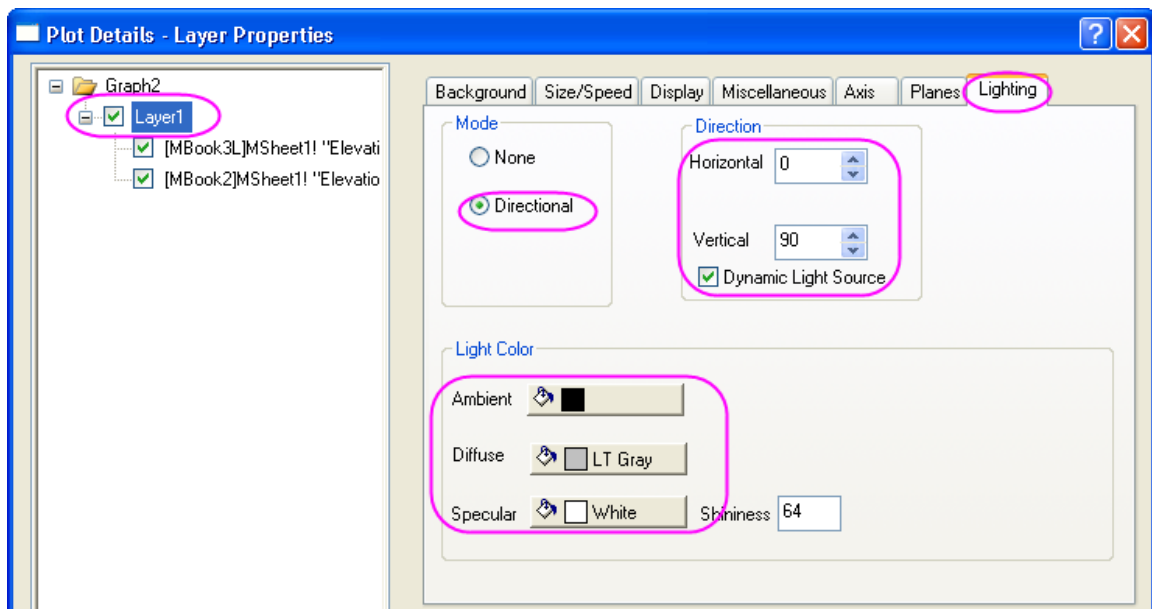 Plot Details - Layer Properties
Graph2
Layer1
[MBook3L]MSheet1! "Elevati
[MBook2]MSheet1! "Elevatio
Background Size/Speed Display Miscellaneous Axis Planes Lighting
Mode
None
Directional
Direction
Horizontal 0
Vertical 90
Dynamic Light Source
Light Color
Ambient
Diffuse LT Gray
Specular White Shininess 64